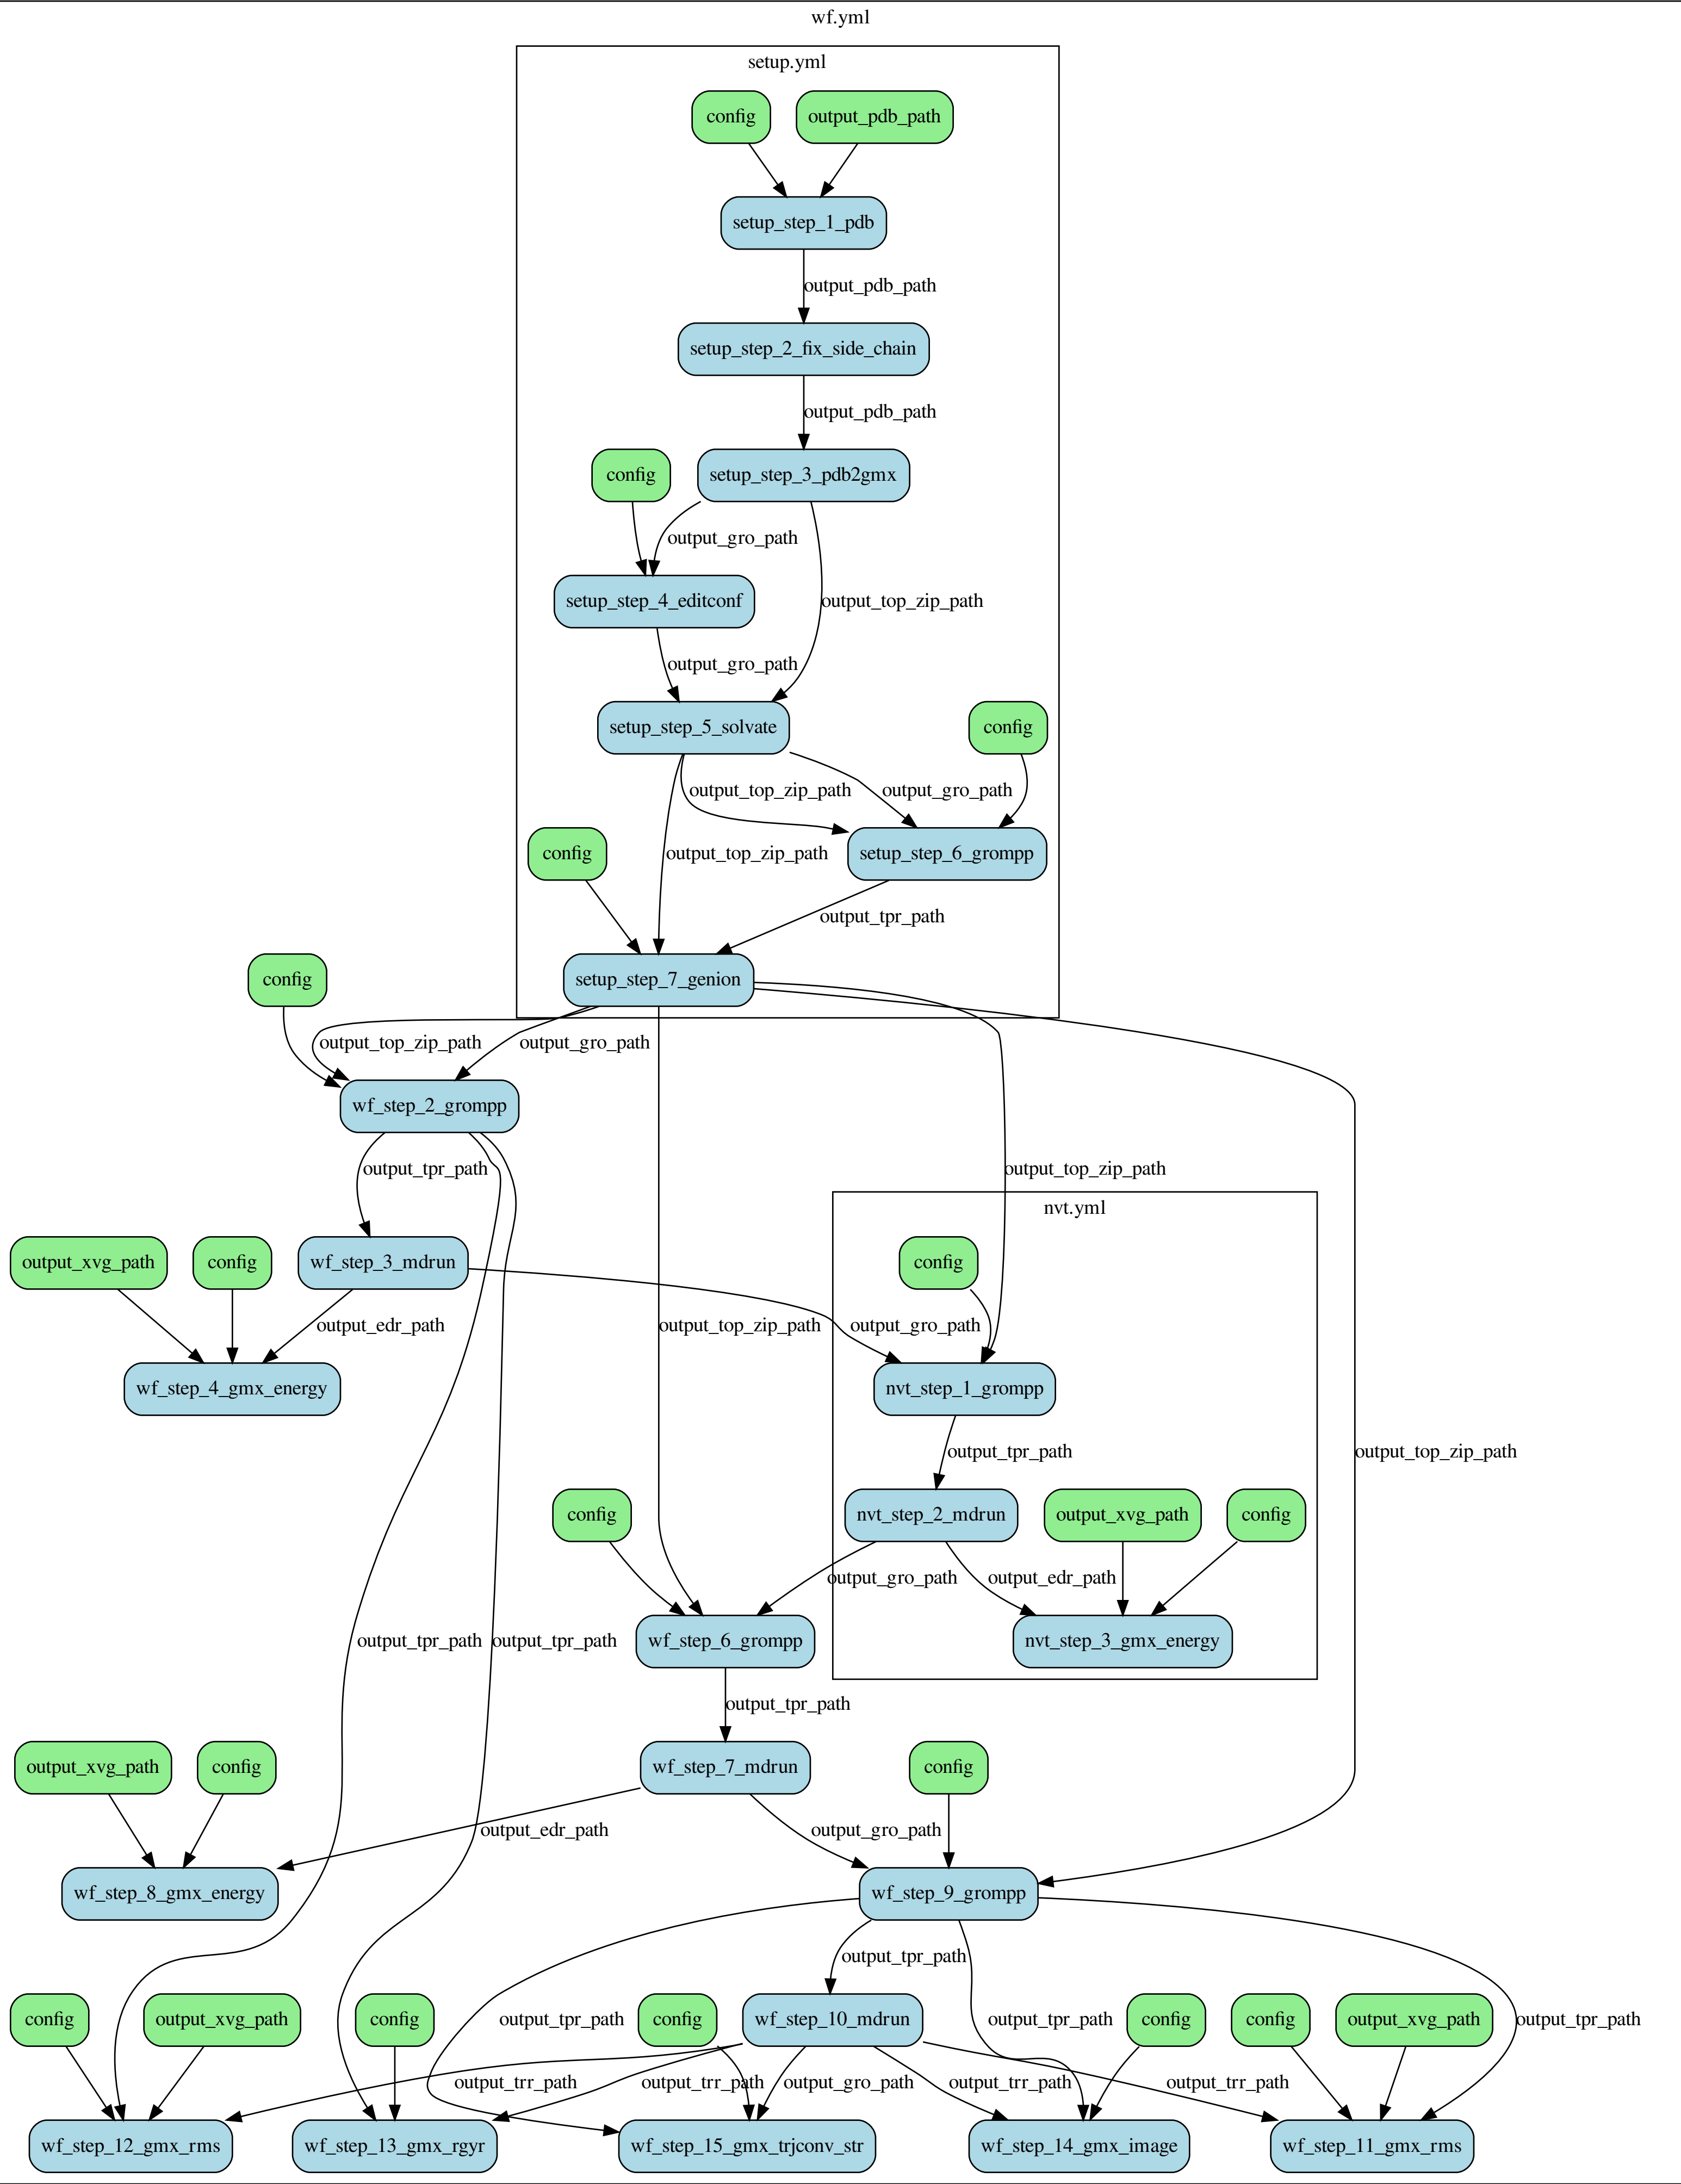 wf.yml
setup.yml
config
output_pdb_path
setup_step_1_pdb
output_pdb_path
setup_step_2_fix_side_chain
output_pdb_path
config
setup_step_3_pdb2gmx
output_gro_path
setup_step_4_editconf
output_top_zip_path
output_gro_path
setup_step_5_solvate
config
output_top_zip_path
output_gro_path
config
output_top_zip_path
setup_step_6_grompp
output_tpr_path
config
setup_step_7_genion
output_top_zip_path
output_gro_path
wf_step_2_grompp
output_tpr_path
output_top_zip_path
nvt.yml
output_xvg_path
config
wf_step_3_mdrun
config
output_edr_path
output_top_zip_path
output_gro_path
wf_step_4_gmx_energy
nvt_step_1_grompp
output_tpr_path
output_top_zip_path
config
nvt_step_2_mdrun
output_xvg_path
config
output_gro_path
output_edr_path
output_tpr_path
output_tpr_path
wf_step_6_grompp
nvt_step_3_gmx_energy
output_tpr_path
output_xvg_path
config
wf_step_7_mdrun
config
output_edr_path
output_gro_path
wf_step_8_gmx_energy
wf_step_9_grompp
output_tpr_path
config
output_xvg_path
config
output_tpr_path
config
wf_step_10_mdrun
output_tpr_path
config
config
output_xvg_path
output_tpr_path
output_trr_path
output_trr_path
output_gro_path
output_trr_path
output_trr_path
wf_step_12_gmx_rms
wf_step_13_gmx_rgyr
wf_step_15_gmx_trjconv_str
wf_step_14_gmx_image
wf_step_11_gmx_rms